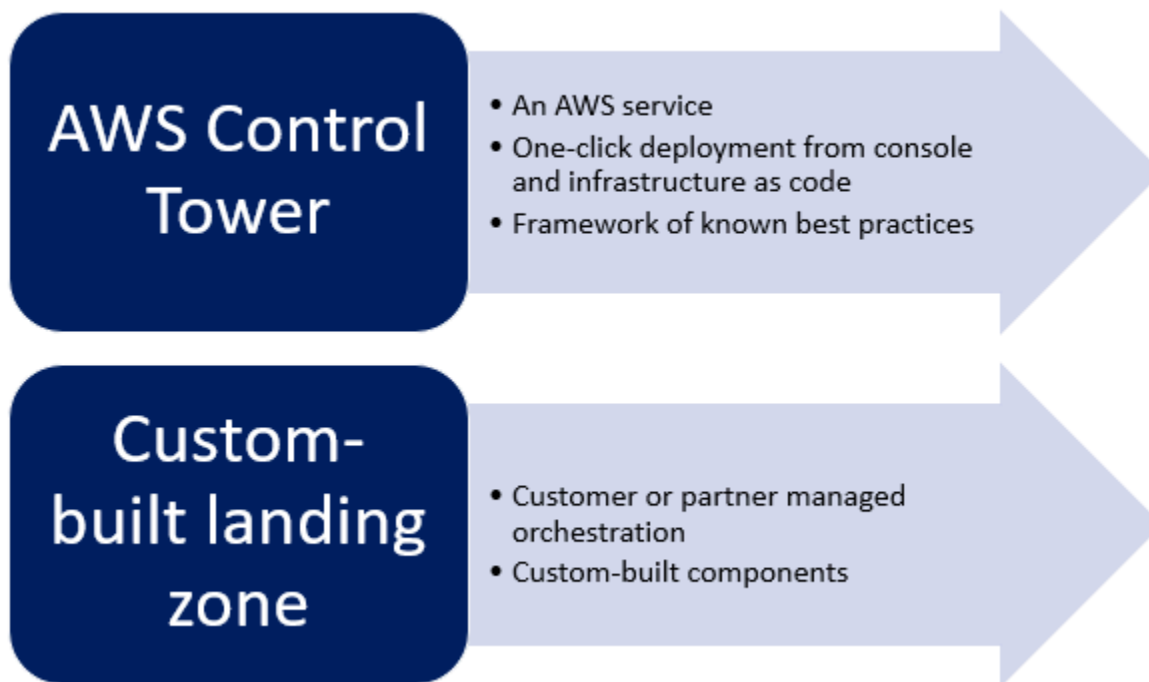 AWS Control
Tower
• An AWS service
• One-click deployment from console
and infrastructure as code
• Framework of known best practices
Custom-
built landing
zone
• Customer or partner managed
orchestration
• Custom-built components